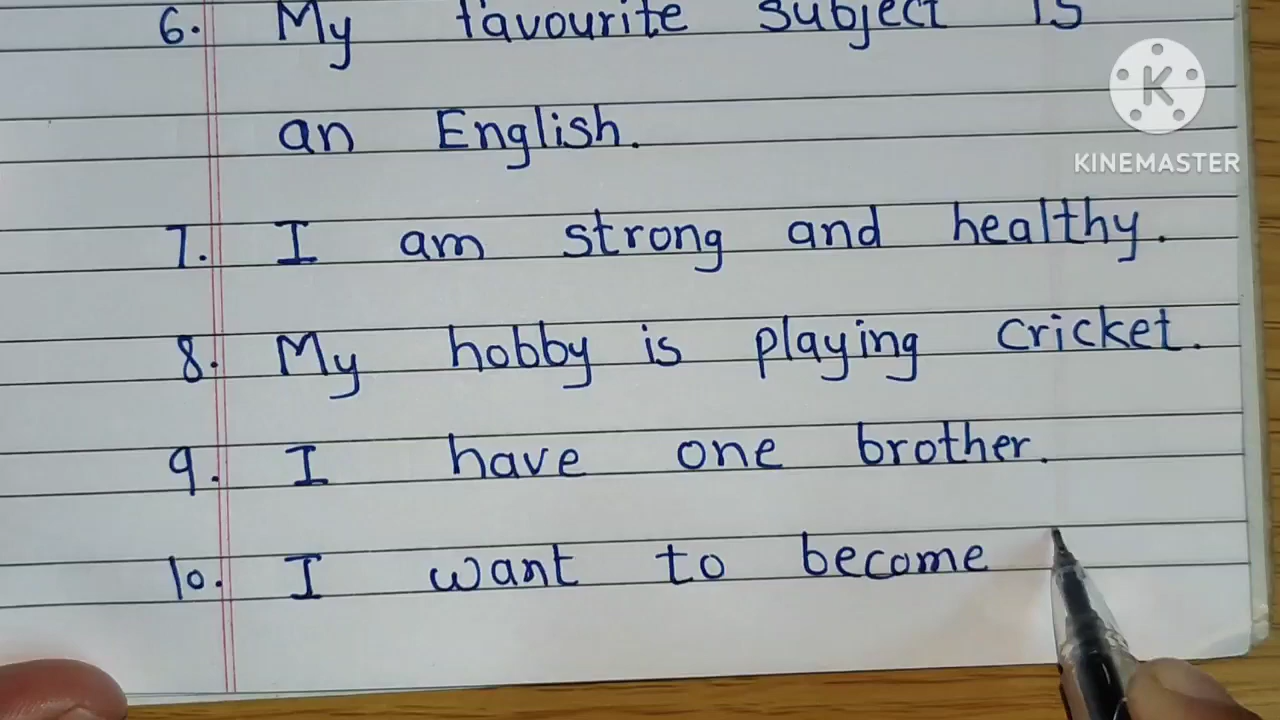 6. My favourite subject is
an English.
7. I am strong and healthy.
8. My hobby is playing cricket.
9. I have one brother.
10. I want to become
KINEMASTER